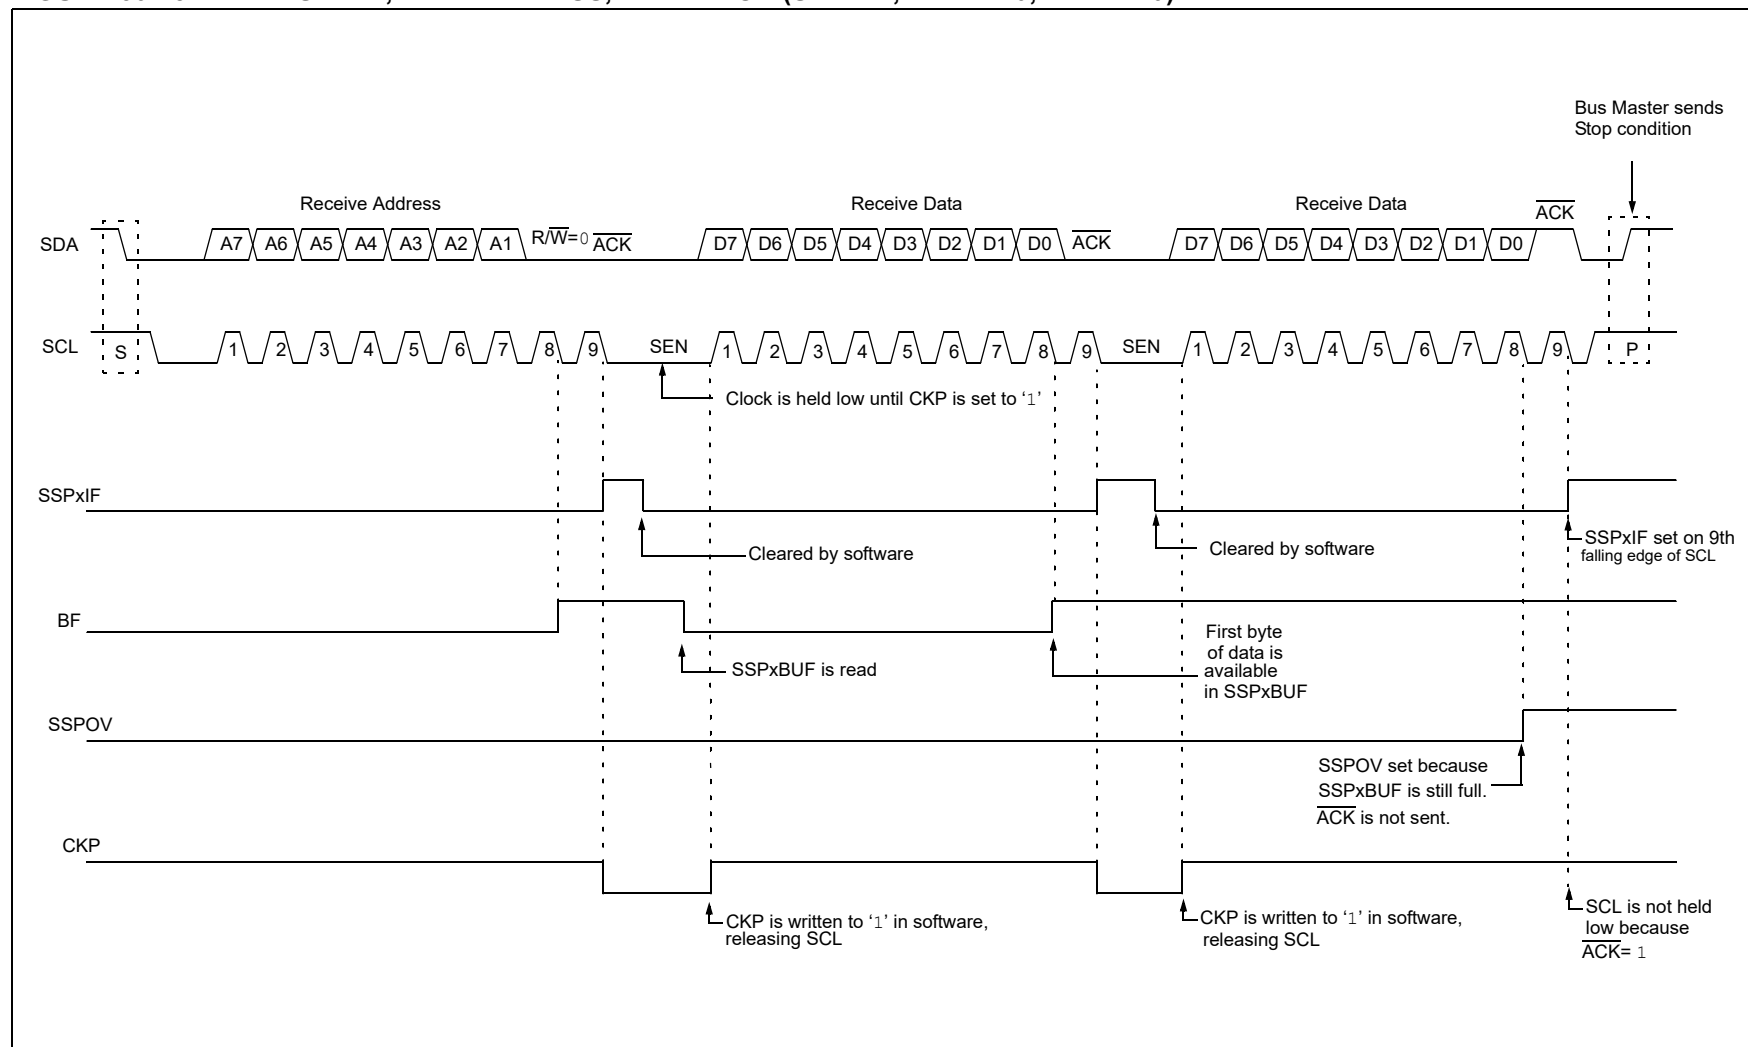 Bus Master sends
Stop condition
Receive Address
Receive Data
Receive Data
ACK
SDA
A7 A6 A5 A4 A3 A2 A1 R/W=0 ACK
D7 D6 D5 D4 D3 D2 D1 D0 ACK
D7 D6 D5 D4 D3 D2 D1 D0
SCL
S
1 2 3 4 5 6 7 8 9 SEN
1 2 3 4 5 6 7 8 9 SEN
1 2 3 4 5 6 7 8 9 P
Clock is held low until CKP is set to ‘1’
SSPxIF
Cleared by software
Cleared by software
SSPxIF set on 9th
falling edge of SCL
BF
SSPxBUF is read
First byte
of data is
available
in SSPxBUF
SSPOV
SSPOV set because
SSPxBUF is still full.
ACK is not sent.
CKP
CKP is written to ‘1’ in software,
releasing SCL
CKP is written to ‘1’ in software,
releasing SCL
SCL is not held
low because
ACK= 1